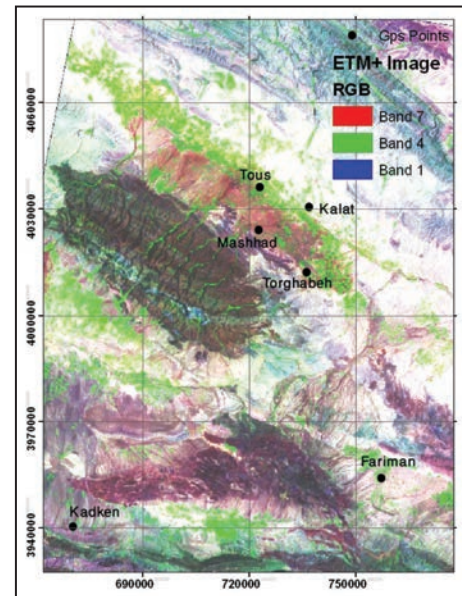 Gps Points
ETM+ Image
RGB
Band 7
Band 4
Band 1
4060000
Tous
4030000
Kalat
Mashhad
Torghabeh
4000000
3970000
Fariman
Kadken
3940000
690000 720000 750000